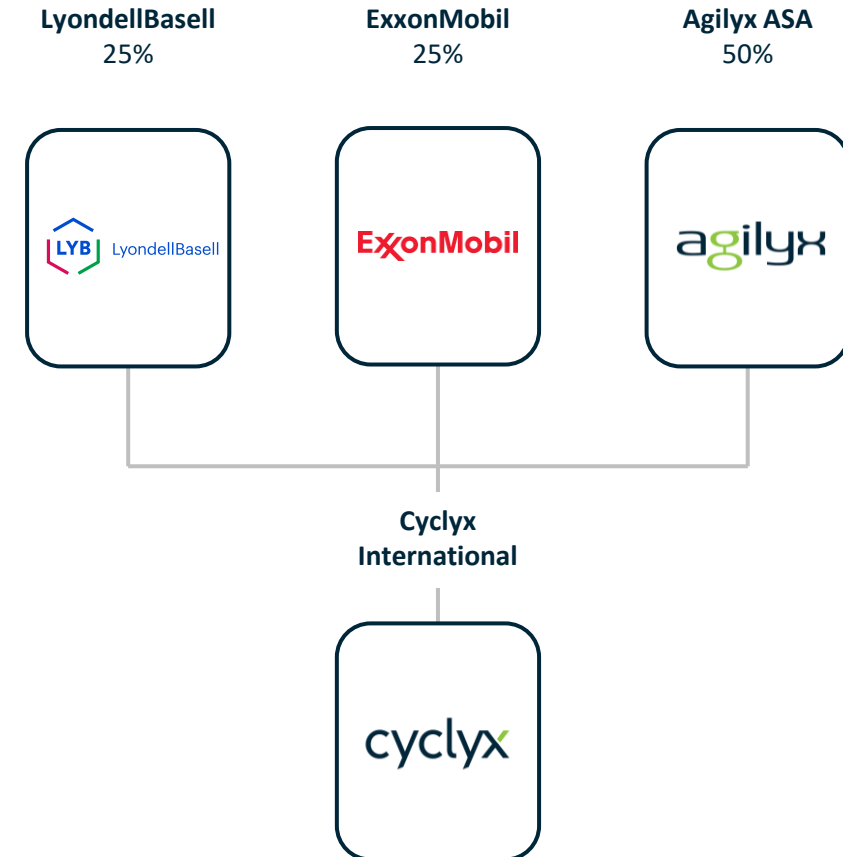 LyondellBasell
25%
ExxonMobil
25%
Agilyx ASA
50%
LYB LyondellBasell
ExxonMobil
agilyx
Cyclyx
International
cyclyx